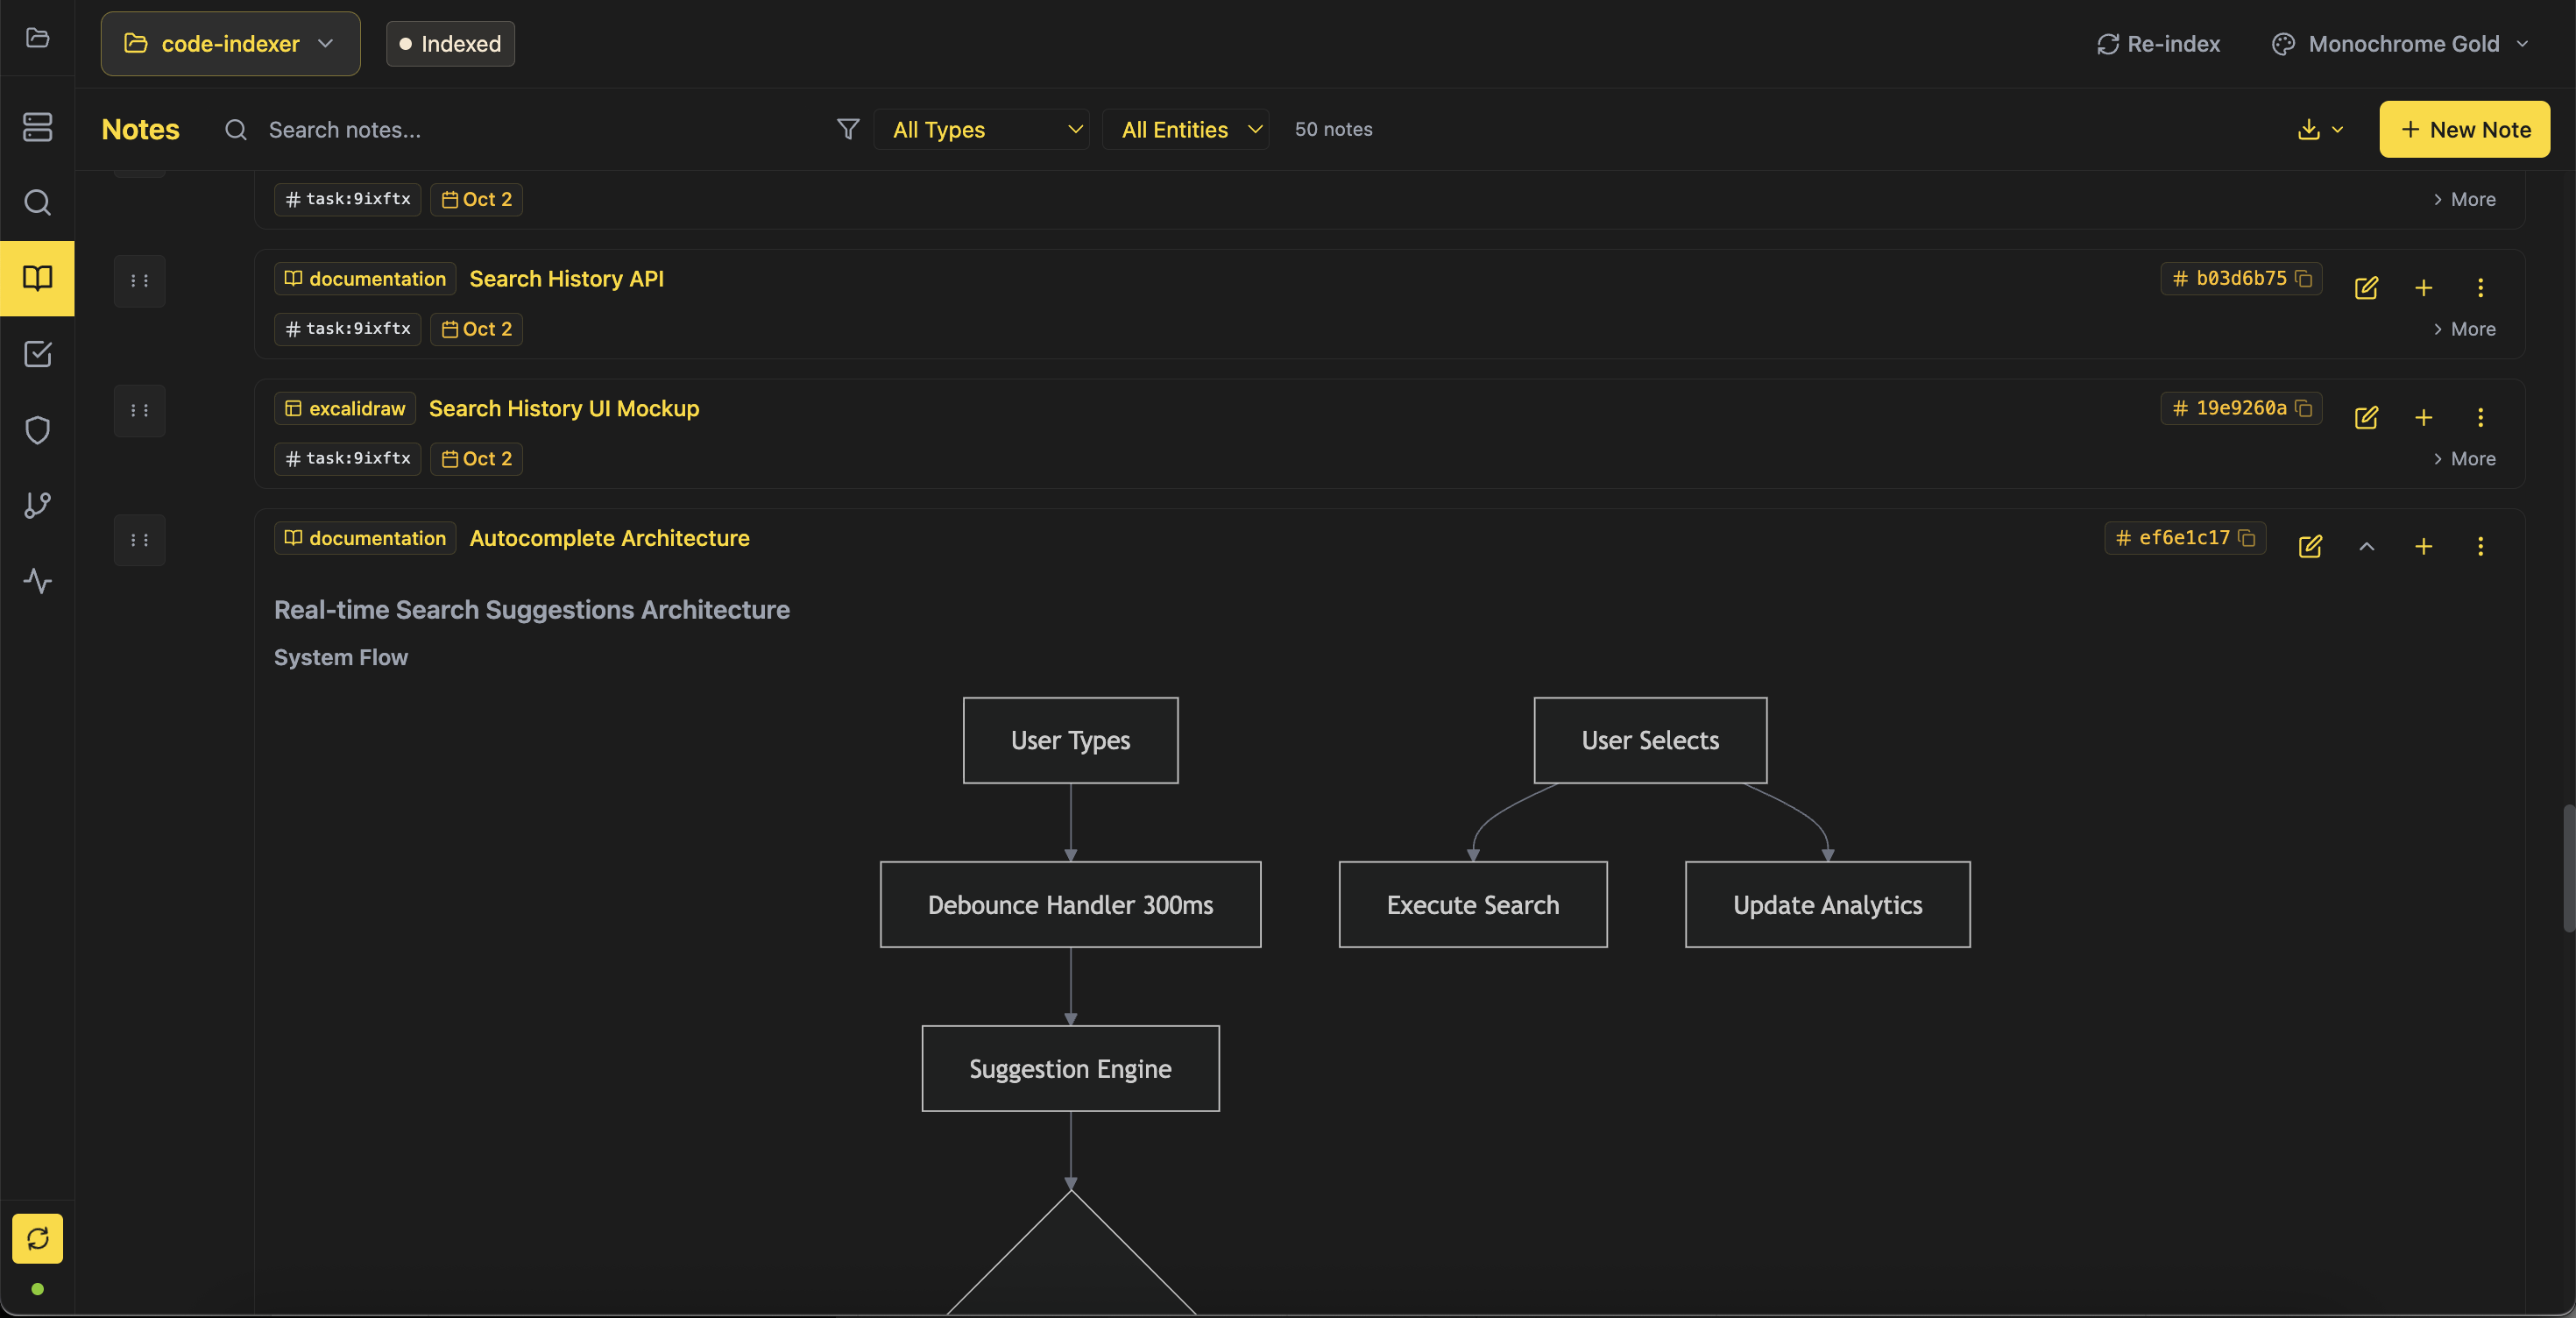 code-indexer
Indexed
Re-index
Monochrome Gold
Notes
Search notes...
All Types
All Entities
50 notes
+ New Note
# task:9ixftx
Oct 2
> More
documentation
Search History API
# b03d6b75
# task:9ixftx
Oct 2
> More
excalidraw
Search History UI Mockup
# 19e9260a
# task:9ixftx
Oct 2
> More
documentation
Autocomplete Architecture
# ef6e1c17
Real-time Search Suggestions Architecture
System Flow
User Types
User Selects
Debounce Handler 300ms
Execute Search
Update Analytics
Suggestion Engine